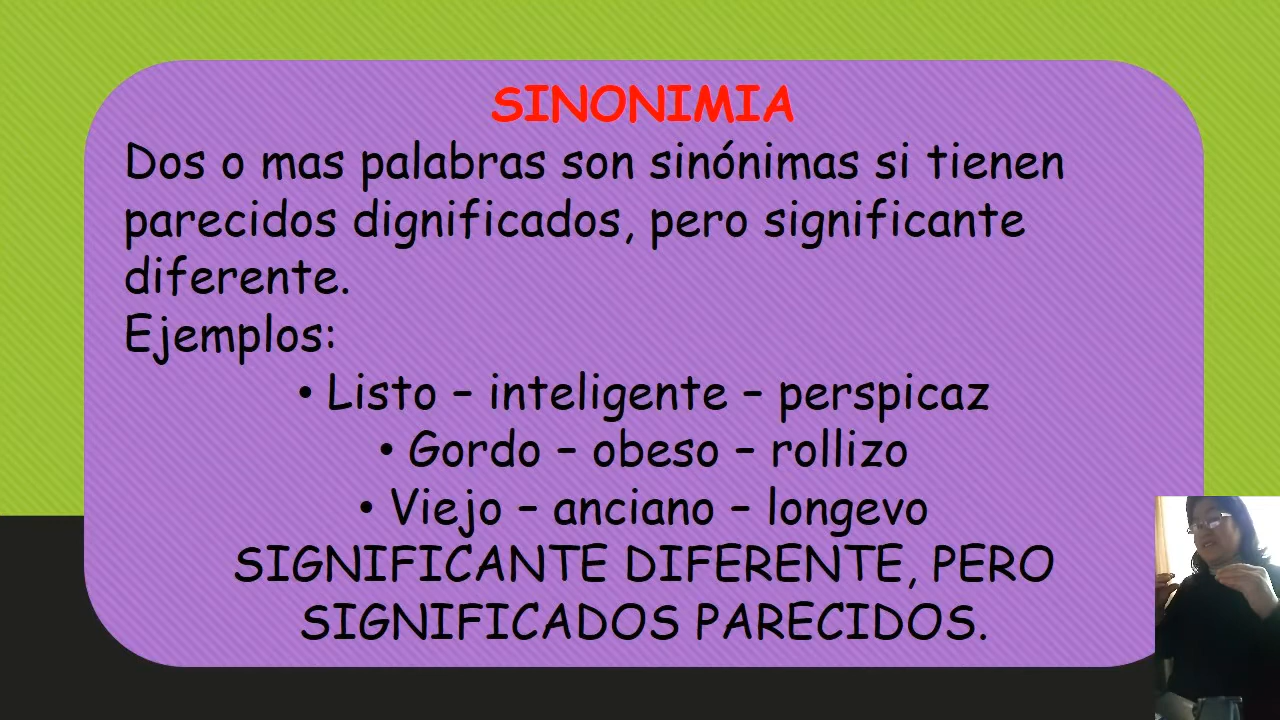 SINONIMIA
Dos o mas palabras son sinónimas si tienen
parecidos dignificados, pero significante
diferente.
Ejemplos:
• Listo – inteligente – perspicaz
• Gordo – obeso – rollizo
• Viejo – anciano – longevo
SIGNIFICANTE DIFERENTE, PERO
SIGNIFICADOS PARECIDOS.